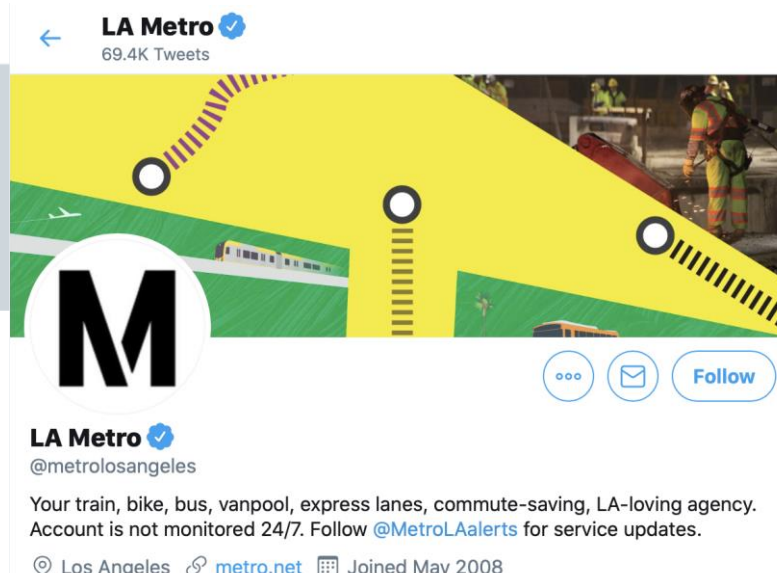 LA Metro
69.4K Tweets
M
Follow
LA Metro
@metrolosangeles
Your train, bike, bus, vanpool, express lanes, commute-saving, LA-loving agency.
Account is not monitored 24/7. Follow @MetroLAalerts for service updates.
Los Angeles metro.net Joined May 2008